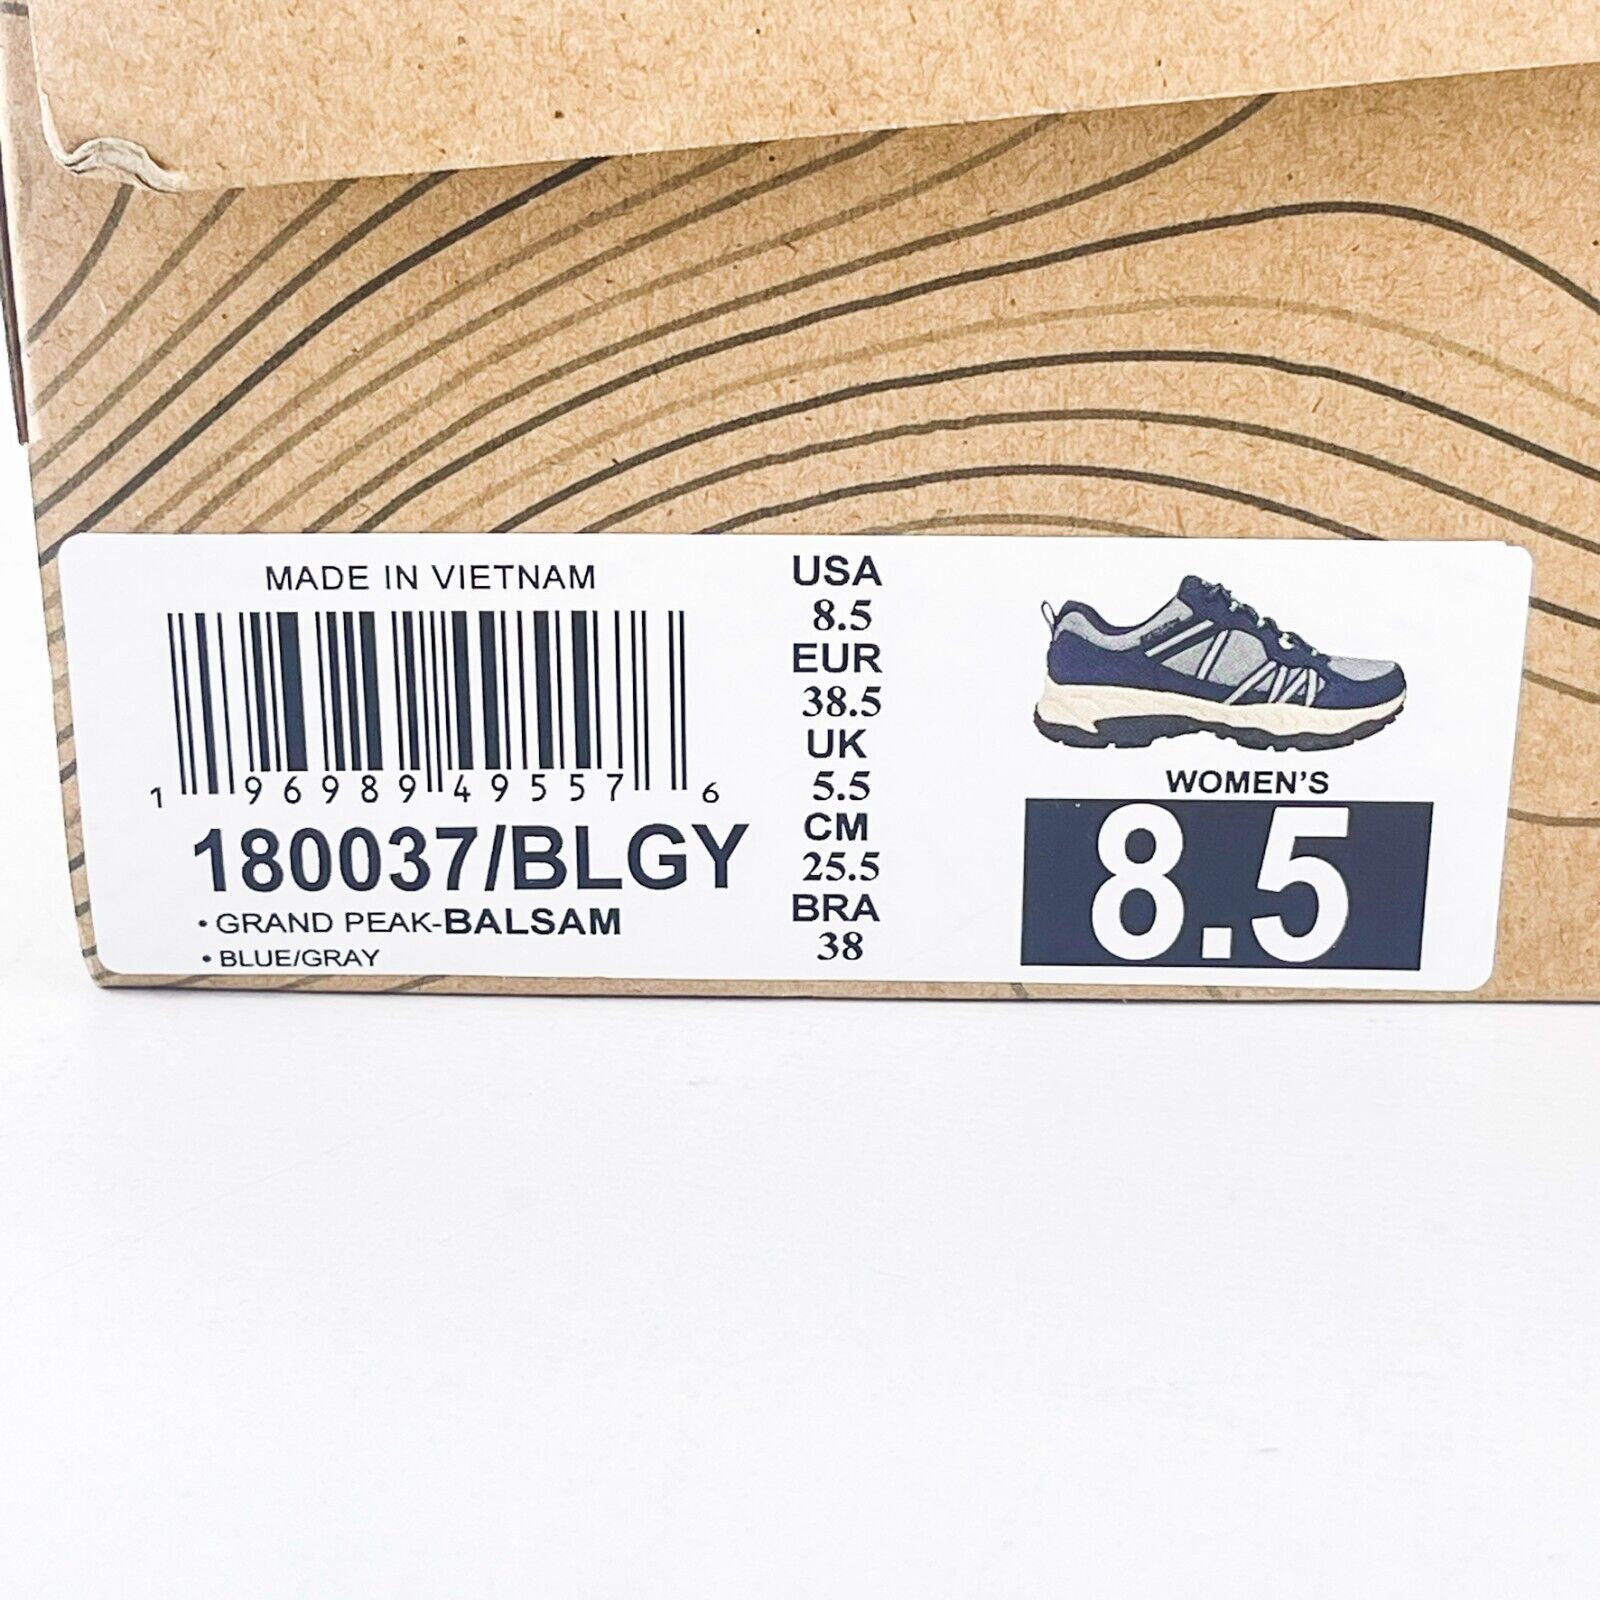 MADE IN VIETNAM
1 96989 49557 6
180037/BLGY
• GRAND PEAK-BALSAM
• BLUE/GRAY
USA
8.5
EUR
38.5
UK
5.5
CM
25.5
BRA
38
WOMEN'S
8.5